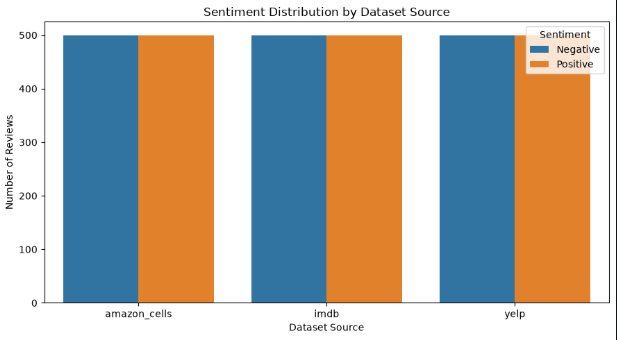 Sentiment Distribution by Dataset Source
Sentiment
Negative
Positive
Number of Reviews
500
400
300
200
100
0
amazon_cells imdb yelp
Dataset Source